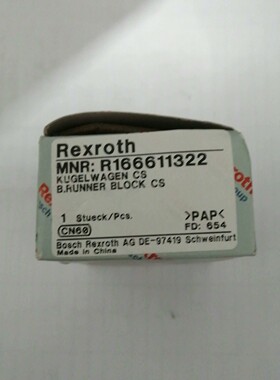 Rexroth
MNR: R166611322
KUGELWAGEN CS
B.RUNNER BLOCK CS
1 Stueck/Pcs.
>PAP<
CN60
FD: 654
Bosch Rexroth AG DE-97419 Schweinfurt
Made in China